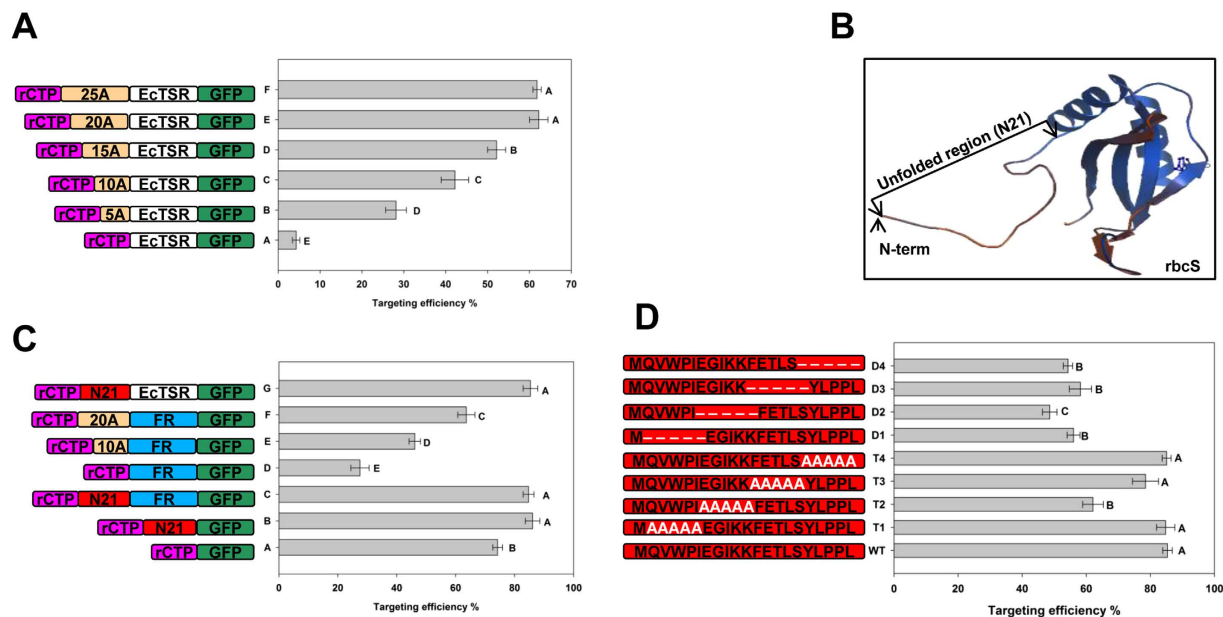 A
rCTP 25A EcTSR GFP F A
rCTP 20A EcTSR GFP E A
rCTP 15A EcTSR GFP D B
rCTP 10A EcTSR GFP C C
rCTP 5A EcTSR GFP B D
rCTP EcTSR GFP A E
0 10 20 30 40 50 60 70
Targeting efficiency %
B
Unfolded region (N21)
N-term
rbcS
C
rCTP N21 EcTSR GFP G A
rCTP 20A FR GFP F C
rCTP 10A FR GFP E D
rCTP FR GFP D E
rCTP N21 FR GFP C A
rCTP N21 GFP B A
rCTP GFP A B
0 20 40 60 80 100
Targeting efficiency %
D
MQVWPIEGIKKFETLS----- D4 B
MQVWPIEGIKK-----YLPPL D3 B
MQVWPI-----FETLSYLPPL D2 C
M-----EGIKKFETLSYLPPL D1 B
MQVWPIEGIKKFETLSAAAAA T4 A
MQVWPIEGIKKAAAAAYLPPL T3 A
MQVWPIAAAAAFETLSYLPPL T2 B
MAAAAAEGIKKFETLSYLPPL T1 A
MQVWPIEGIKKFETLSYLPPL WT A
0 20 40 60 80 100
Targeting efficiency %